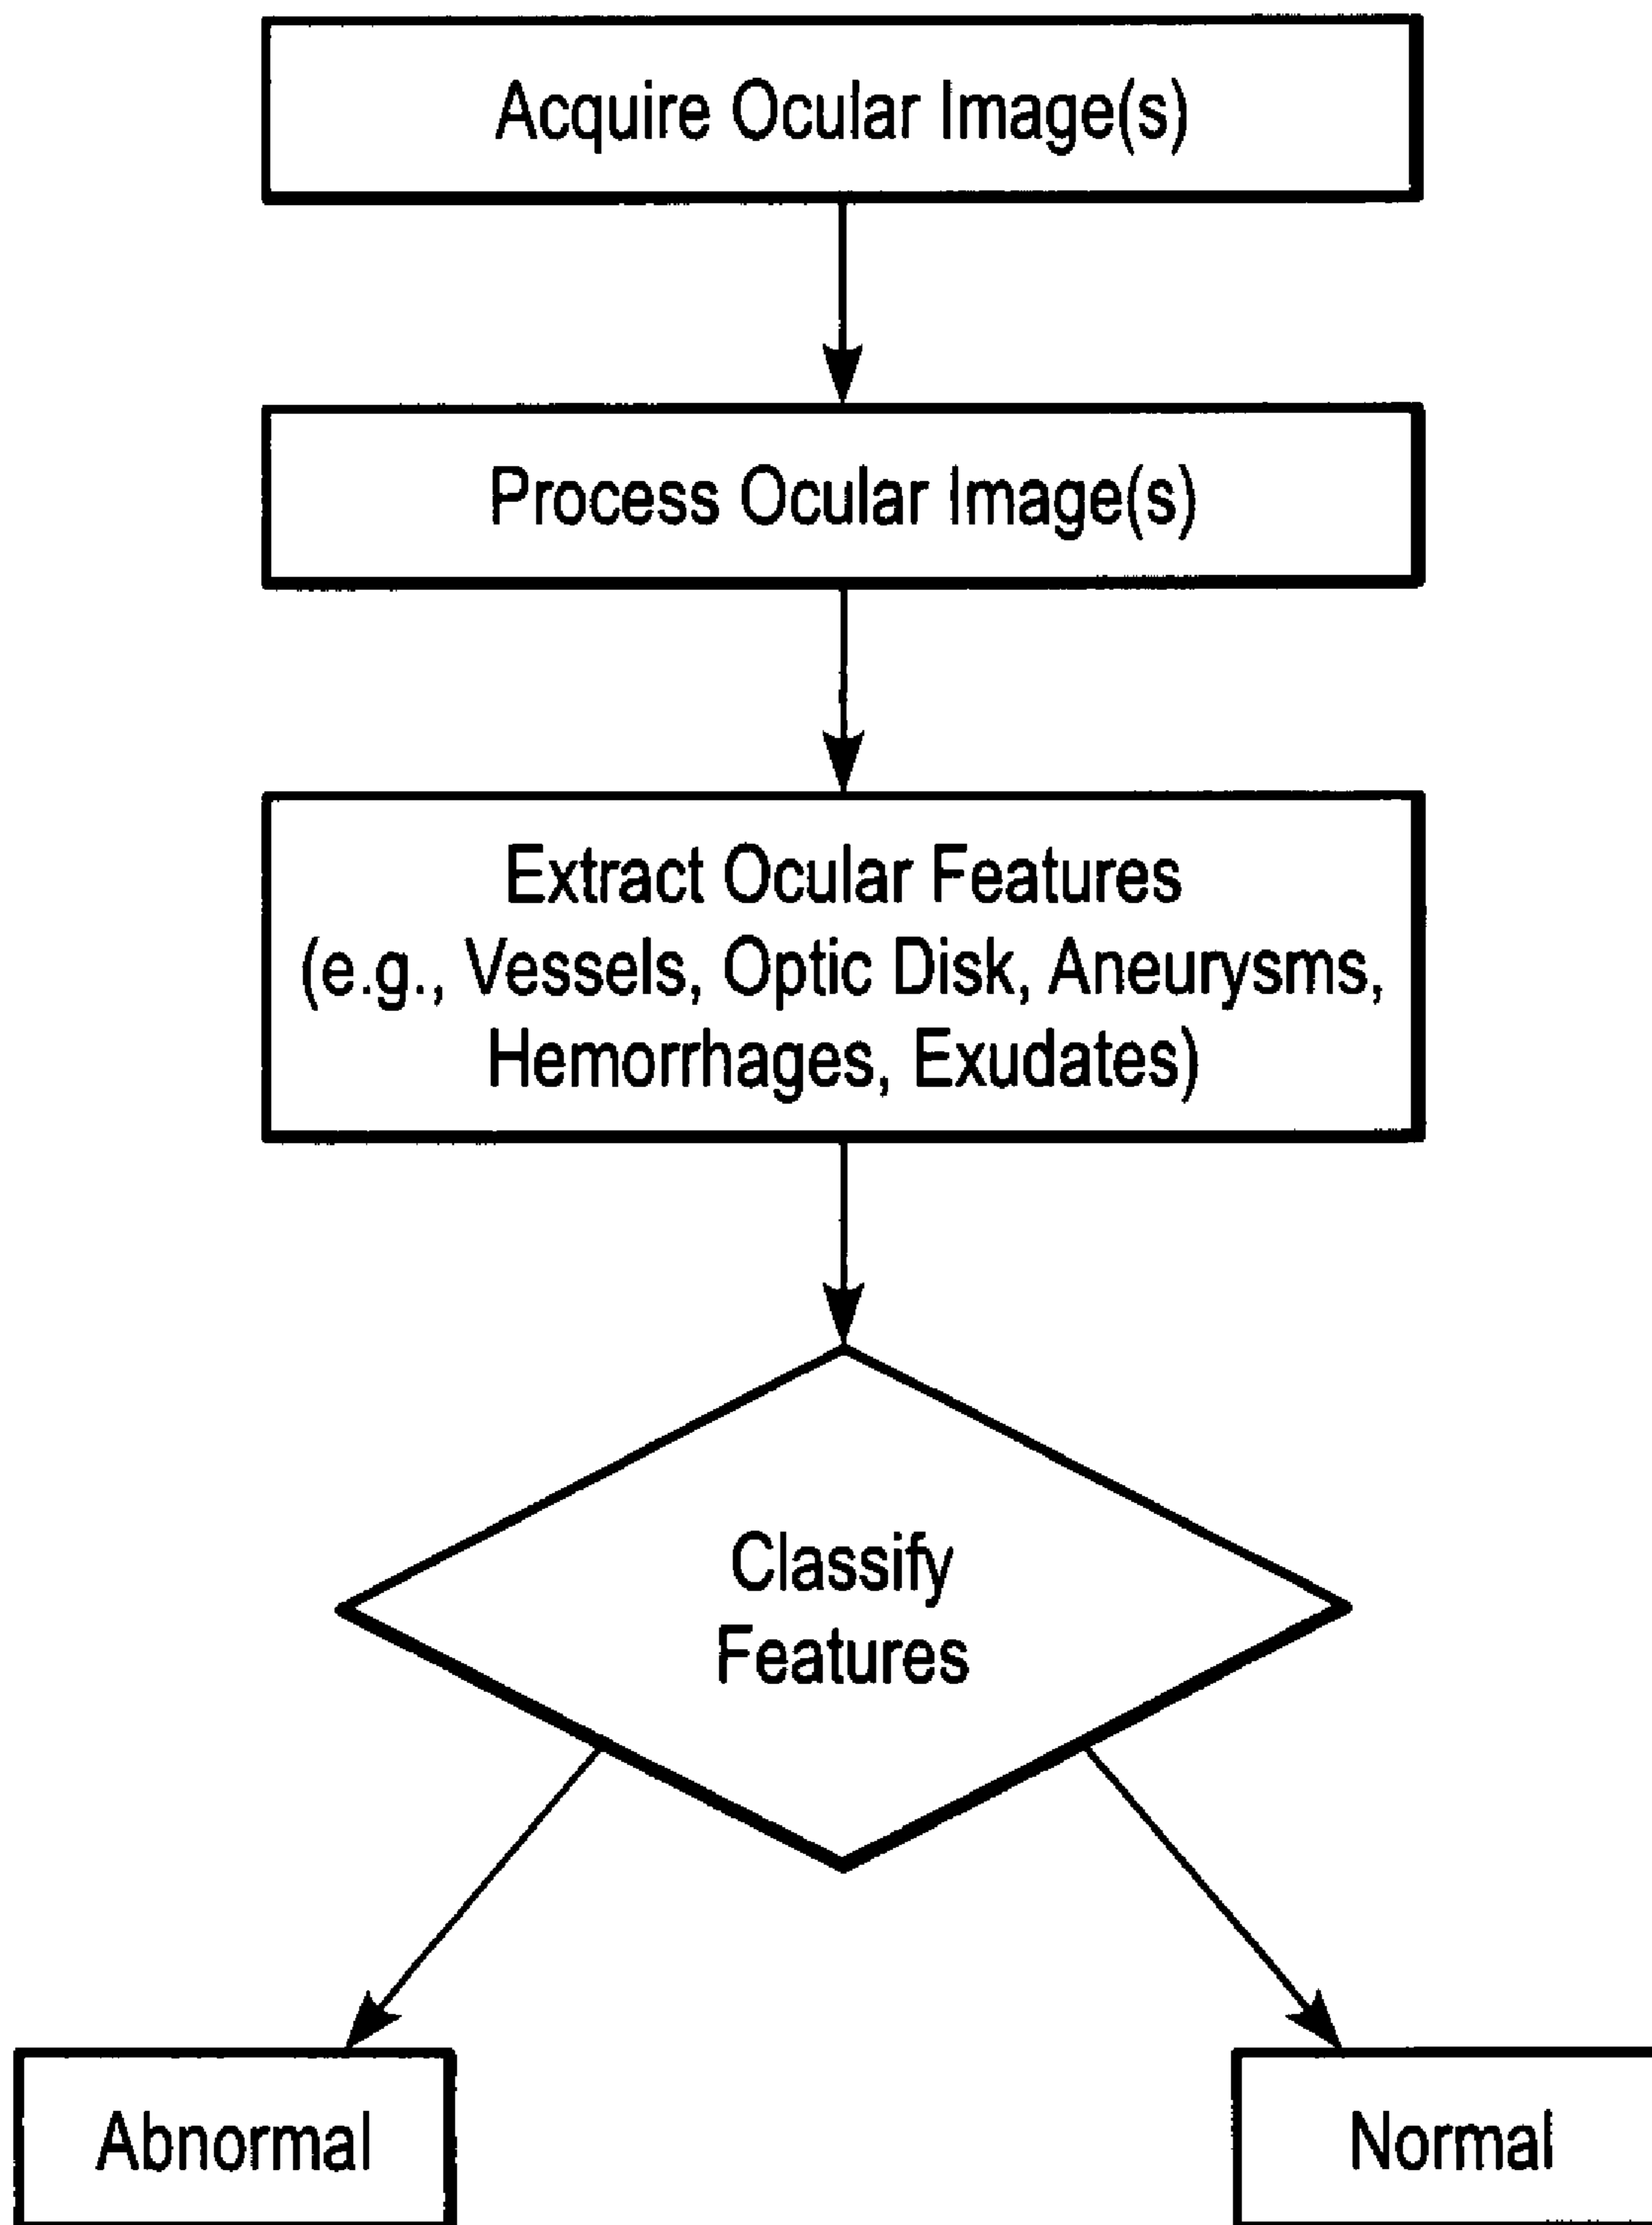 Acquire Ocular Image(s)
Process Ocular Image(s)
Extract Ocular Features
(e.g., Vessels, Optic Disk, Aneurysms,
Hemorrhages, Exudates)
Classify
Features
Abnormal
Normal